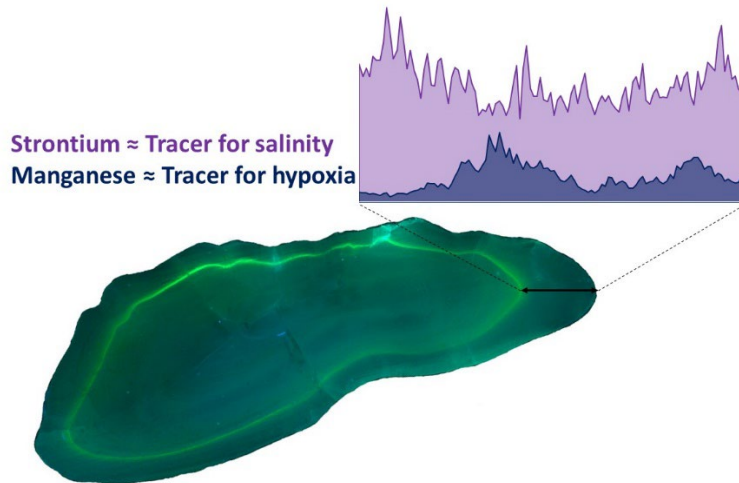 Strontium ≈ Tracer for salinity
Manganese ≈ Tracer for hypoxia